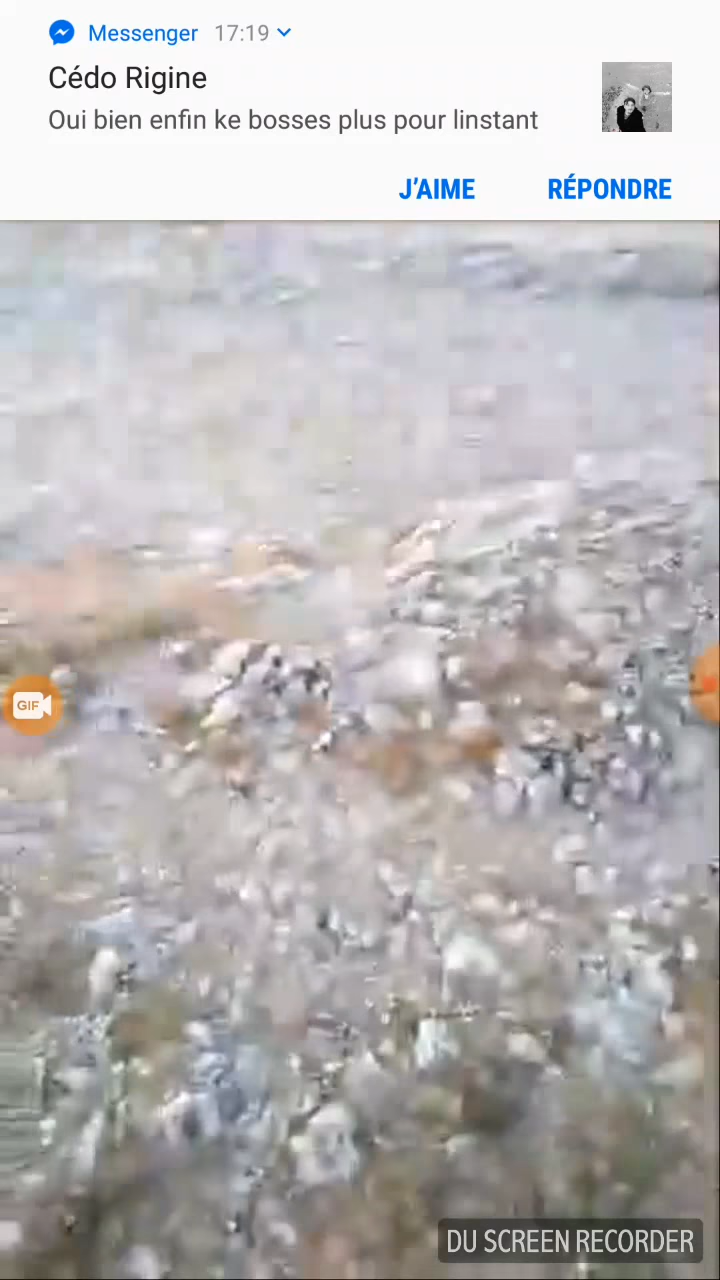 Messenger 17:19
Cédo Rigine
Oui bien enfin ke bosses plus pour linstant
J'AIME RÉPONDRE
GIF
DU SCREEN RECORDER